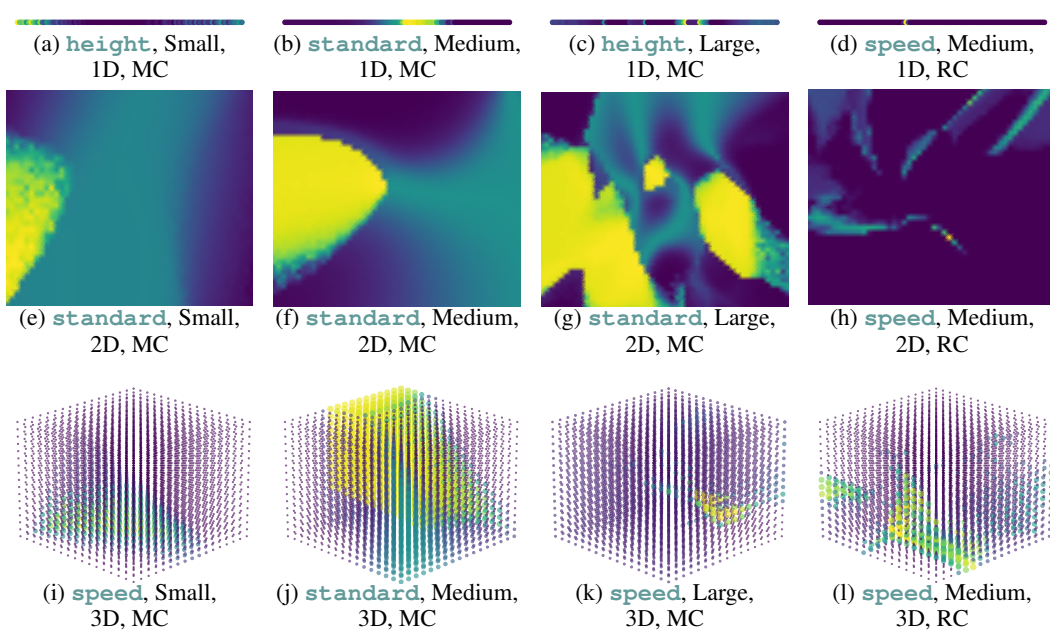 (a) height, Small,
1D, MC
(b) standard, Medium,
1D, MC
(c) height, Large,
1D, MC
(d) speed, Medium,
1D, RC
(e) standard, Small,
2D, MC
(f) standard, Medium,
2D, MC
(g) standard, Large,
2D, MC
(h) speed, Medium,
2D, RC
(i) speed, Small,
3D, MC
(j) standard, Medium,
3D, MC
(k) speed, Large,
3D, MC
(l) speed, Medium,
3D, RC